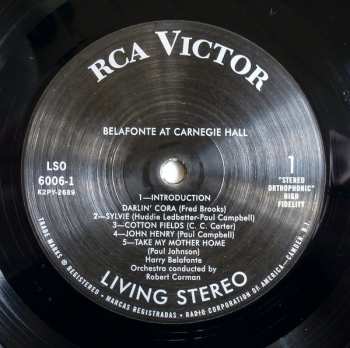 RCA VICTOR
BELAFONTE AT CARNEGIE HALL
LSO
6006-1
K2PY-2689
1
"STEREO
ORTHOPHONIC"
HIGH
FIDELITY
1—INTRODUCTION
DARLIN' CORA (Fred Brooks)
2—SYLVIE (Huddie Ledbetter-Paul Campbell)
3—COTTON FIELDS (C. C. Carter)
4—JOHN HENRY (Paul Campbell)
5—TAKE MY MOTHER HOME
(Paul Johnson)
Harry Belafonte
Orchestra conducted by
Robert Corman
LIVING STEREO
TRADE MARKS ® REGISTERED • MARCAS REGISTRADAS • RADIO CORPORATION OF AMERICA—CAMDEN, N.J.